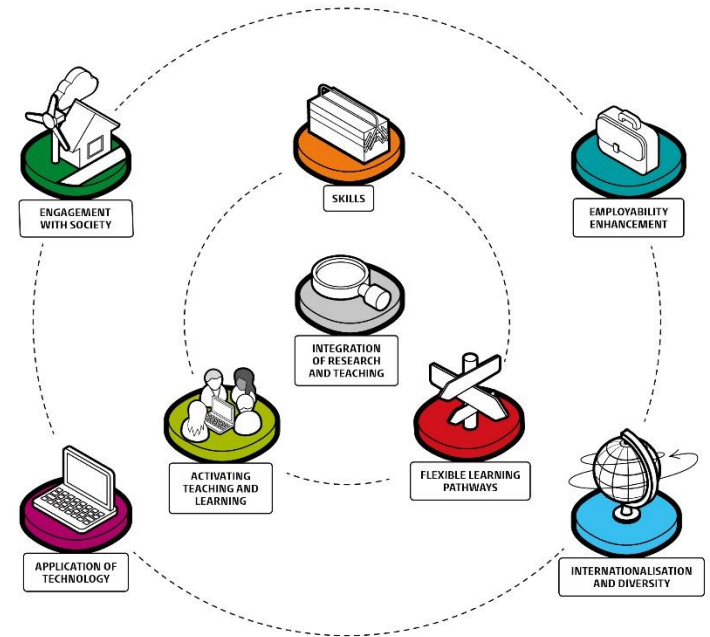 ENGAGEMENT
WITH SOCIETY
SKILLS
EMPLOYABILITY
ENHANCEMENT
INTEGRATION
OF RESEARCH
AND TEACHING
ACTIVATING
TEACHING AND
LEARNING
FLEXIBLE LEARNING
PATHWAYS
APPLICATION OF
TECHNOLOGY
INTERNATIONALISATION
AND DIVERSITY